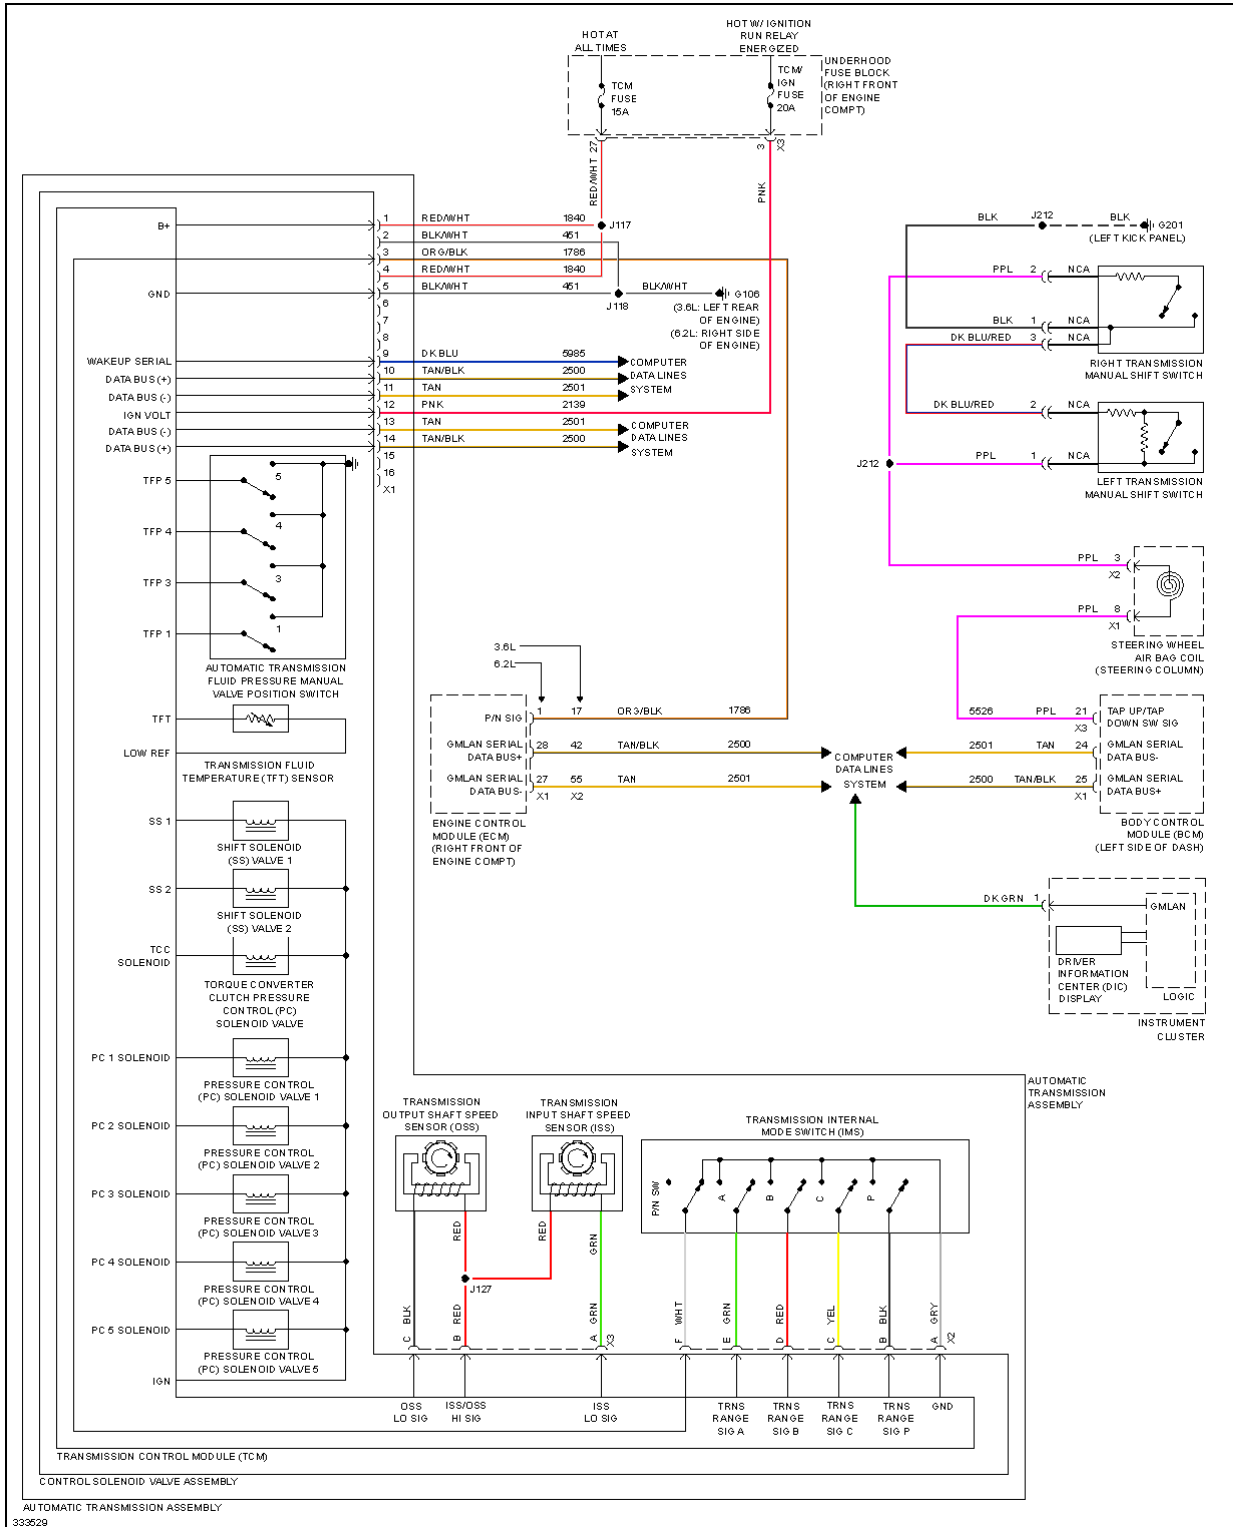 HOT AT
ALL TIMES
HOT W/ IGNITION
RUN RELAY
ENERGIZED
TCM
FUSE
15A
TCM/
IGN
FUSE
20A
UNDERHOOD
FUSE BLOCK
(RIGHT FRONT
OF ENGINE
COMPT)
27
3
X3
RED/WHT
PNK
B+
1 RED/WHT 1840
J117
2 BLK/WHT 451
3 ORG/BLK 1786
4 RED/WHT 1840
GND
5 BLK/WHT 451
BLK/WHT
G106
J118
(3.6L: LEFT REAR
OF ENGINE)
(6.2L: RIGHT SIDE
OF ENGINE)
6
7
8
WAKEUP SERIAL
9 DK BLU 5985
DATA BUS (+)
10 TAN/BLK 2500
DATA BUS (-)
11 TAN 2501
IGN VOLT
12 PNK 2139
DATA BUS (-)
13 TAN 2501
DATA BUS (+)
14 TAN/BLK 2500
15
16
X1
COMPUTER
DATA LINES
SYSTEM
COMPUTER
DATA LINES
SYSTEM
BLK
J212
BLK
G201
(LEFT KICK PANEL)
PPL 2 NCA
BLK 1 NCA
DK BLU/RED 3 NCA
RIGHT TRANSMISSION
MANUAL SHIFT SWITCH
DK BLU/RED 2 NCA
J212
PPL 1 NCA
LEFT TRANSMISSION
MANUAL SHIFT SWITCH
PPL 3
X2
PPL 8
X1
STEERING WHEEL
AIR BAG COIL
(STEERING COLUMN)
TFP 5
5
TFP 4
4
TFP 3
3
TFP 1
1
AUTOMATIC TRANSMISSION
FLUID PRESSURE MANUAL
VALVE POSITION SWITCH
TFT
LOW REF
TRANSMISSION FLUID
TEMPERATURE (TFT) SENSOR
3.6L
6.2L
P/N SIG
1 17 ORG/BLK 1786
GMLAN SERIAL
DATA BUS+
28 42 TAN/BLK 2500
GMLAN SERIAL
DATA BUS-
27 55 TAN 2501
X1 X2
ENGINE CONTROL
MODULE (ECM)
(RIGHT FRONT OF
ENGINE COMPT)
COMPUTER
DATA LINES
SYSTEM
5526 PPL 21
X3
TAP UP/TAP
DOWN SW SIG
2501 TAN 24
GMLAN SERIAL
DATA BUS-
2500 TAN/BLK 25
X1
GMLAN SERIAL
DATA BUS+
BODY CONTROL
MODULE (BCM)
(LEFT SIDE OF DASH)
DK GRN 1
GMLAN
DRIVER
INFORMATION
CENTER (DIC)
DISPLAY
LOGIC
INSTRUMENT
CLUSTER
SS 1
SHIFT SOLENOID
(SS) VALVE 1
SS 2
SHIFT SOLENOID
(SS) VALVE 2
TCC
SOLENOID
TORQUE CONVERTER
CLUTCH PRESSURE
CONTROL (PC)
SOLENOID VALVE
PC 1 SOLENOID
PRESSURE CONTROL
(PC) SOLENOID VALVE 1
PC 2 SOLENOID
PRESSURE CONTROL
(PC) SOLENOID VALVE 2
PC 3 SOLENOID
PRESSURE CONTROL
(PC) SOLENOID VALVE 3
PC 4 SOLENOID
PRESSURE CONTROL
(PC) SOLENOID VALVE 4
PC 5 SOLENOID
PRESSURE CONTROL
(PC) SOLENOID VALVE 5
IGN
AUTOMATIC
TRANSMISSION
ASSEMBLY
TRANSMISSION
OUTPUT SHAFT SPEED
SENSOR (OSS)
TRANSMISSION
INPUT SHAFT SPEED
SENSOR (ISS)
TRANSMISSION INTERNAL
MODE SWITCH (IMS)
P/N SW
A
B
C
P
RED
RED
GRN
J127
C BLK
B RED
A GRN
X3
F WHT
E GRN
D RED
C YEL
B BLK
A GRY
X2
OSS
LO SIG
ISS/OSS
HI SIG
ISS
LO SIG
TRNS
RANGE
SIG A
TRNS
RANGE
SIG B
TRNS
RANGE
SIG C
TRNS
RANGE
SIG P
GND
TRANSMISSION CONTROL MODULE (TCM)
CONTROL SOLENOID VALVE ASSEMBLY
AUTOMATIC TRANSMISSION ASSEMBLY
333529